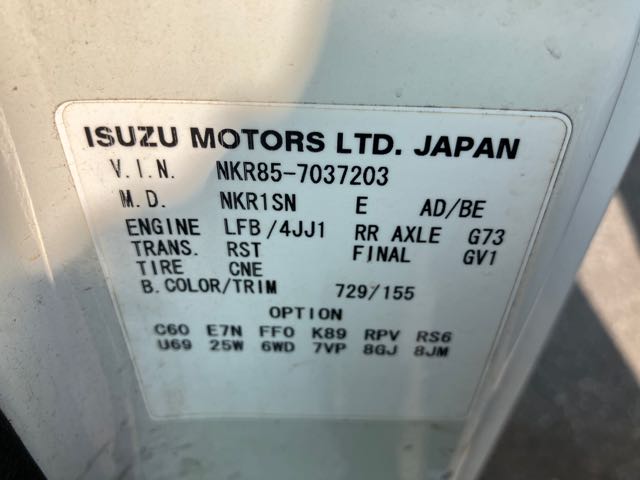 ISUZU MOTORS LTD. JAPAN
V.I.N. NKR85-7037203
M.D. NKR1SN E AD/BE
ENGINE LFB/4JJ1 RR AXLE G73
TRANS. RST FINAL GV1
TIRE CNE
B.COLOR/TRIM 729/155
OPTION
C60 E7N FF0 K89 RPV RS6
U69 25W 6WD 7VP 8GJ 8JM